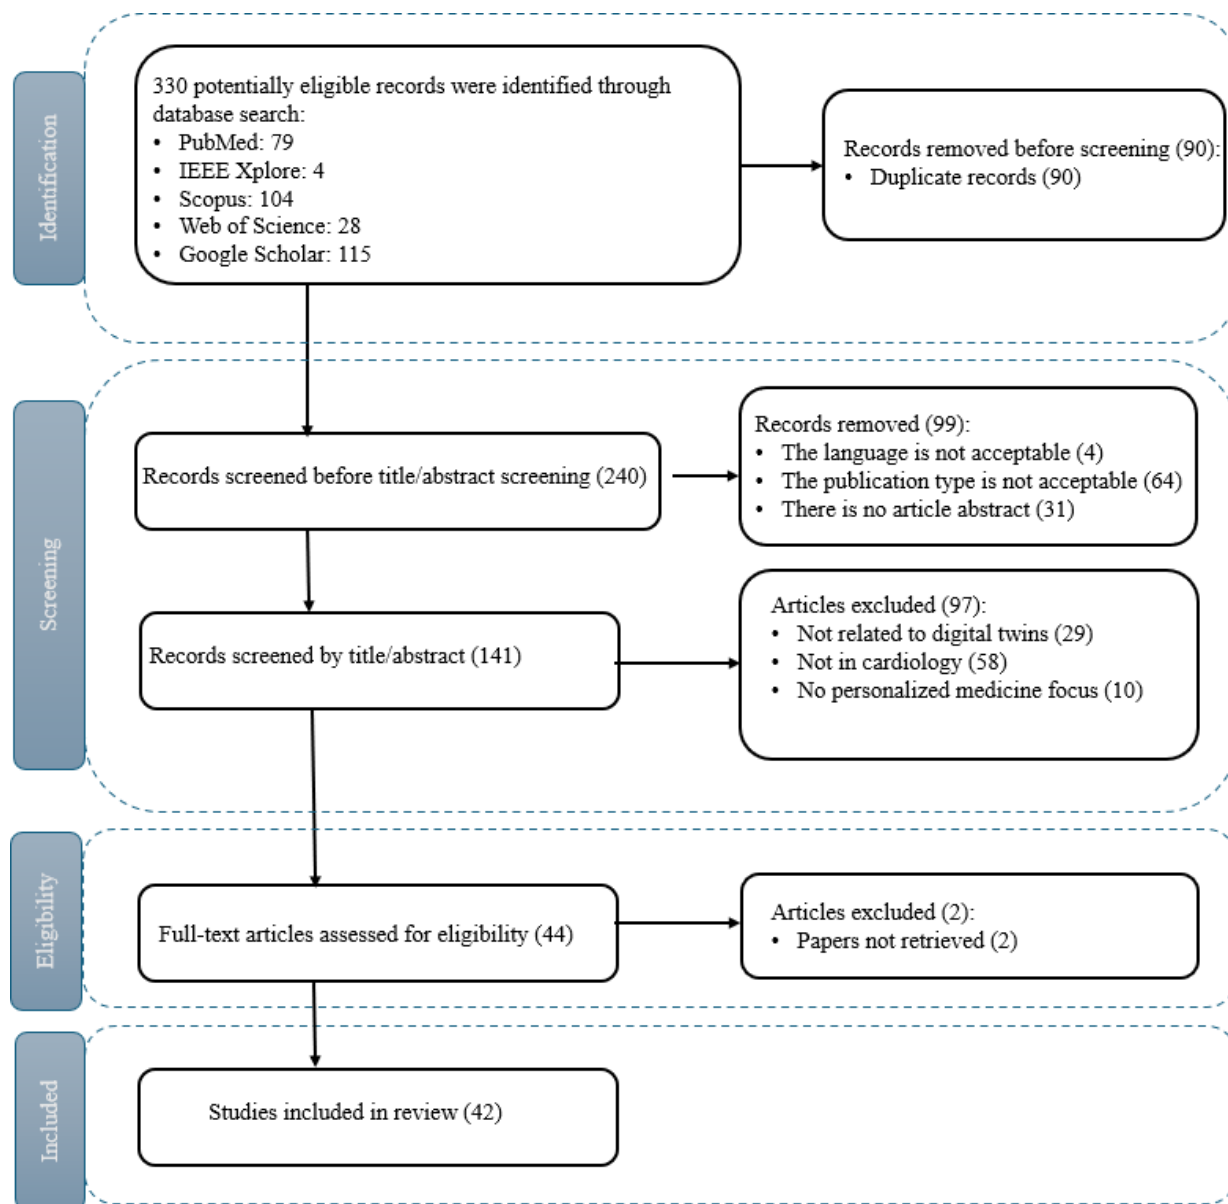 Identification
330 potentially eligible records were identified through
database search:
• PubMed: 79
• IEEE Xplore: 4
• Scopus: 104
• Web of Science: 28
• Google Scholar: 115
Records removed before screening (90):
• Duplicate records (90)
Screening
Records screened before title/abstract screening (240)
Records removed (99):
• The language is not acceptable (4)
• The publication type is not acceptable (64)
• There is no article abstract (31)
Records screened by title/abstract (141)
Articles excluded (97):
• Not related to digital twins (29)
• Not in cardiology (58)
• No personalized medicine focus (10)
Eligibility
Full-text articles assessed for eligibility (44)
Articles excluded (2):
• Papers not retrieved (2)
Included
Studies included in review (42)